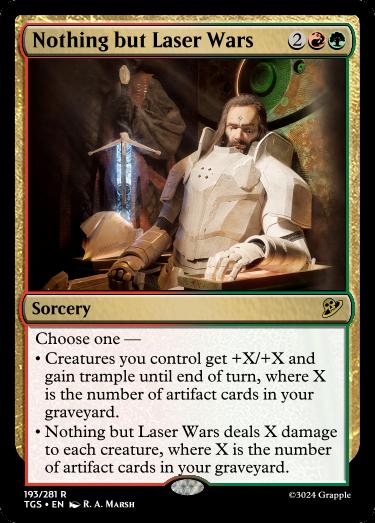 Nothing but Laser Wars 2
Sorcery
Choose one —
• Creatures you control get +X/+X and
gain trample until end of turn, where X
is the number of artifact cards in your
graveyard.
• Nothing but Laser Wars deals X damage
to each creature, where X is the number
of artifact cards in your graveyard.
193/281 R
TGS • EN R. A. Marsh
©3024 Grapple